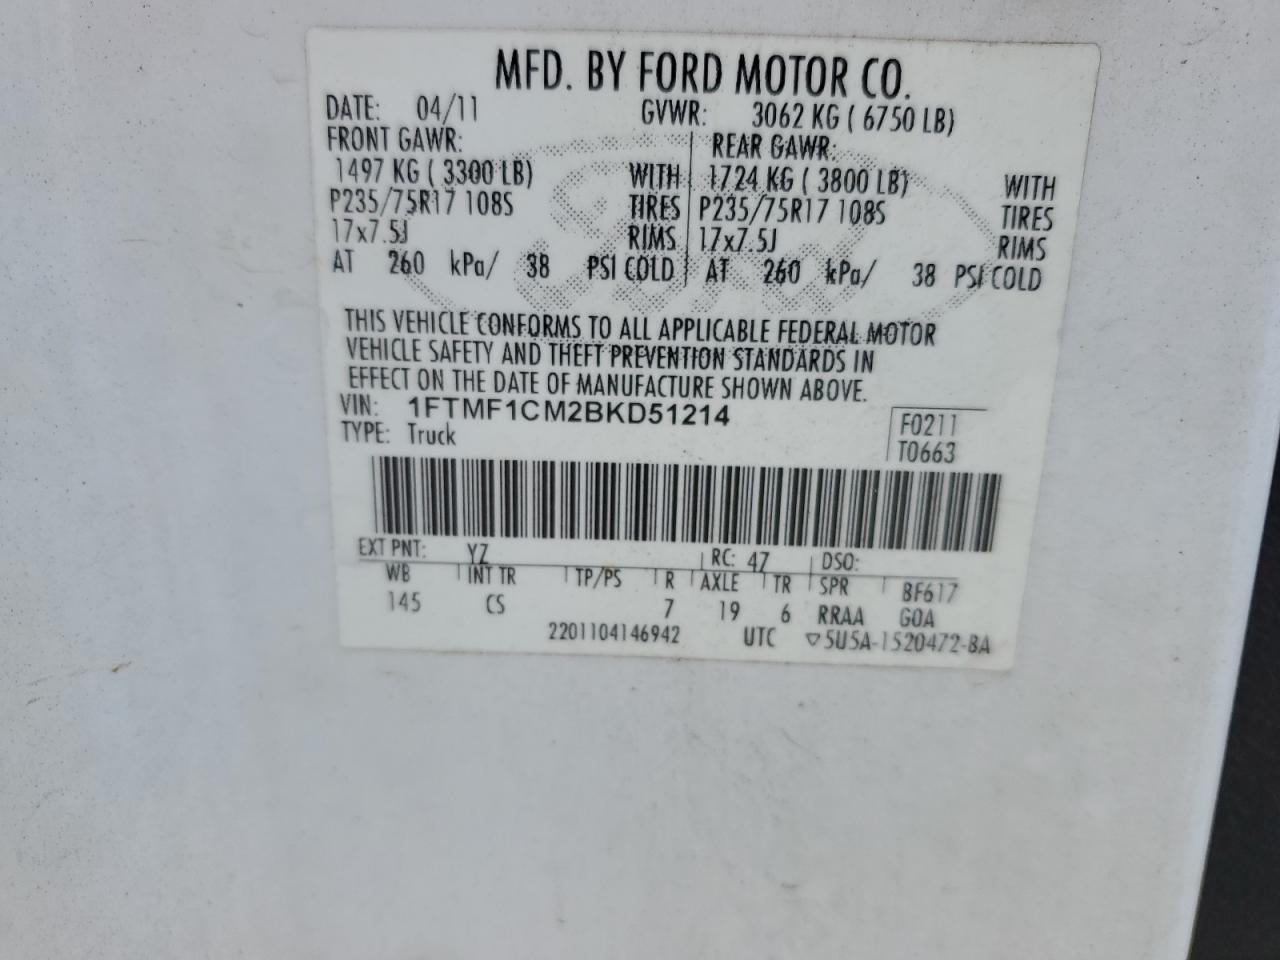 MFD. BY FORD MOTOR CO.
DATE: 04/11 GVWR: 3062 KG ( 6750 LB)
FRONT GAWR: REAR GAWR:
1497 KG ( 3300 LB) WITH 1724 KG ( 3800 LB) WITH
P235/75R17 108S TIRES P235/75R17 108S TIRES
17x7.5J RIMS 17x7.5J RIMS
AT 260 kPa/ 38 PSI COLD AT 260 kPa/ 38 PSI COLD
THIS VEHICLE CONFORMS TO ALL APPLICABLE FEDERAL MOTOR
VEHICLE SAFETY AND THEFT PREVENTION STANDARDS IN
EFFECT ON THE DATE OF MANUFACTURE SHOWN ABOVE.
VIN: 1FTMF1CM2BKD51214
TYPE: Truck
F0211
T0663
EXT PNT: YZ RC: 47 DSO:
WB INT TR TP/PS R AXLE TR SPR BF617
145 CS 7 19 6 RRAA GOA
2201104146942 UTC ▽5U5A-1520472-BA
Ford